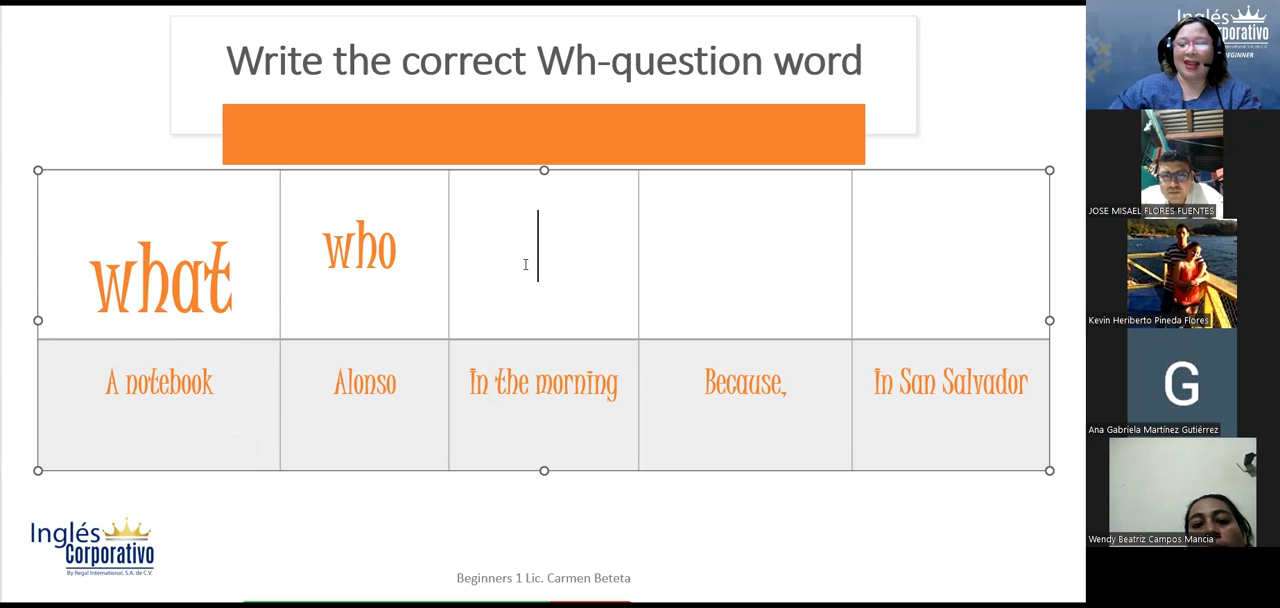 Write the correct Wh-question word
what
who
A notebook
Alonso
In the morning
Because,
In San Salvador
Inglés
Corporativo
By Regal International, S.A. de C.V.
Beginners 1 Lic. Carmen Beteta
Inglés
Corporativo
BEGINNER
JOSE MISAEL FLORES FUENTES
Kevin Heriberto Pineda Flores
G
Ana Gabriela Martínez Gutiérrez
Wendy Beatriz Campos Mancia